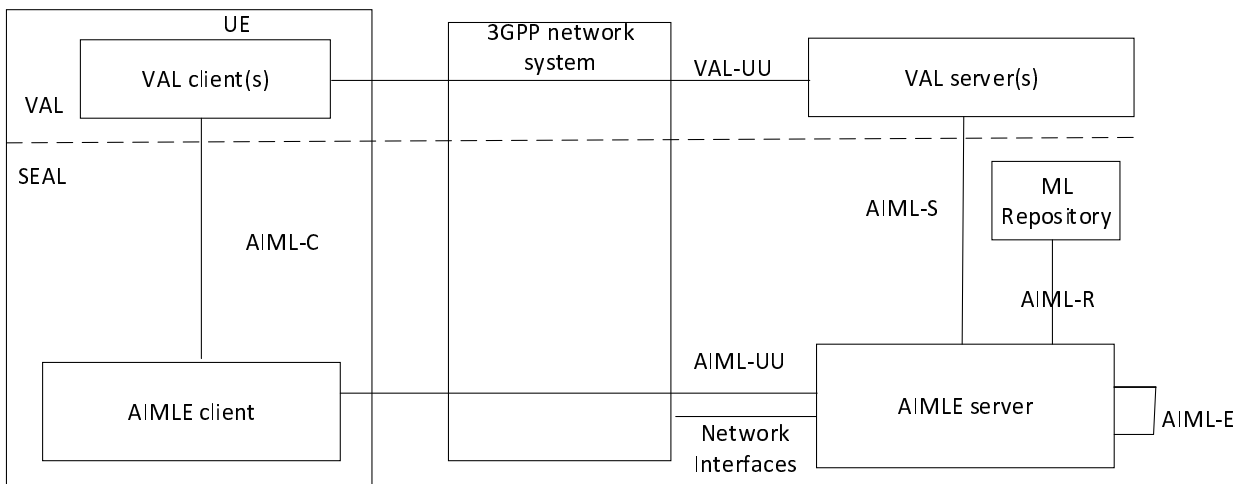 UE
3GPP network
system
VAL client(s)
VAL-UU
VAL server(s)
VAL
SEAL
ML
Repository
AIML-S
AIML-C
AIML-R
AIML-UU
AIMLE client
AIMLE server
AIML-E
Network
Interfaces